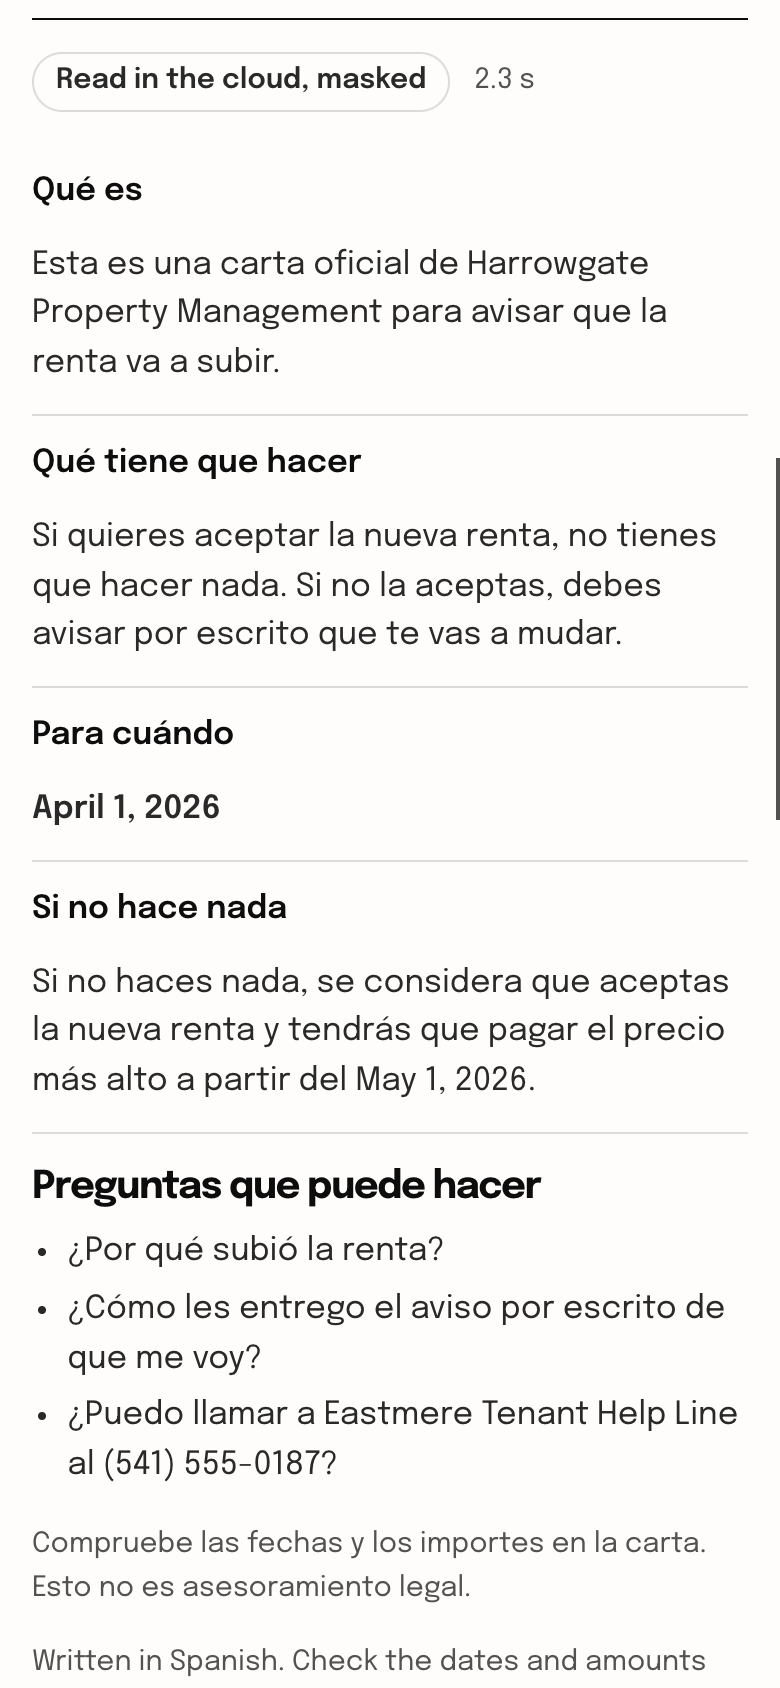 Read in the cloud, masked 2.3 s
Qué es
Esta es una carta oficial de Harrowgate
Property Management para avisar que la
renta va a subir.
Qué tiene que hacer
Si quieres aceptar la nueva renta, no tienes
que hacer nada. Si no la aceptas, debes
avisar por escrito que te vas a mudar.
Para cuándo
April 1, 2026
Si no hace nada
Si no haces nada, se considera que aceptas
la nueva renta y tendrás que pagar el precio
más alto a partir del May 1, 2026.
Preguntas que puede hacer
• ¿Por qué subió la renta?
• ¿Cómo les entrego el aviso por escrito de
que me voy?
• ¿Puedo llamar a Eastmere Tenant Help Line
al (541) 555-0187?
Compruebe las fechas y los importes en la carta.
Esto no es asesoramiento legal.
Written in Spanish. Check the dates and amounts